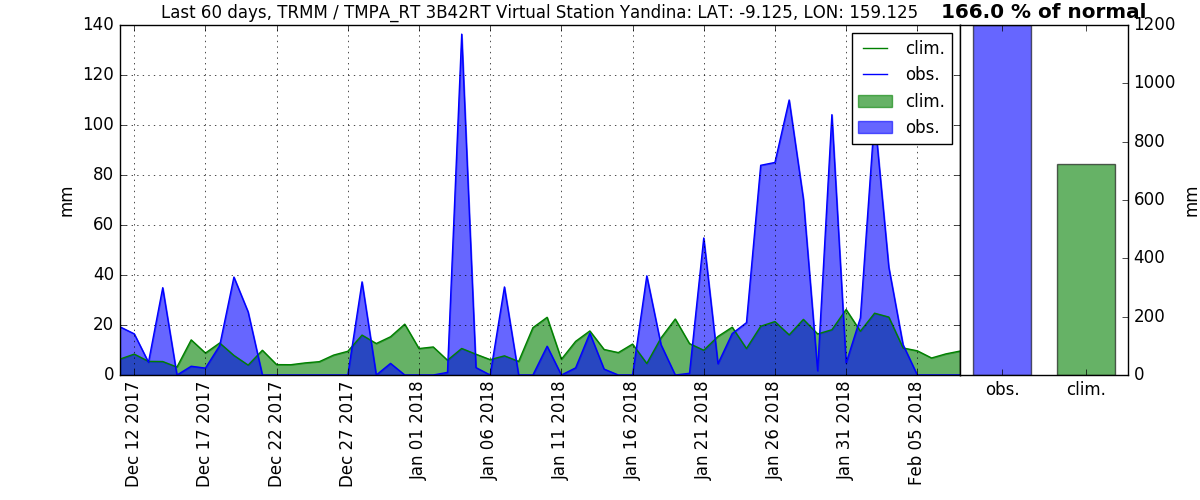 Last 60 days, TRMM / TMPA_RT 3B42RT Virtual Station Yandina: LAT: -9.125, LON: 159.125
166.0 % of normal
140
120
100
80
60
40
20
0
mm
clim.
obs.
clim.
obs.
1200
1000
800
600
400
200
0
mm
obs.
clim.
Dec 12 2017
Dec 17 2017
Dec 22 2017
Dec 27 2017
Jan 01 2018
Jan 06 2018
Jan 11 2018
Jan 16 2018
Jan 21 2018
Jan 26 2018
Jan 31 2018
Feb 05 2018